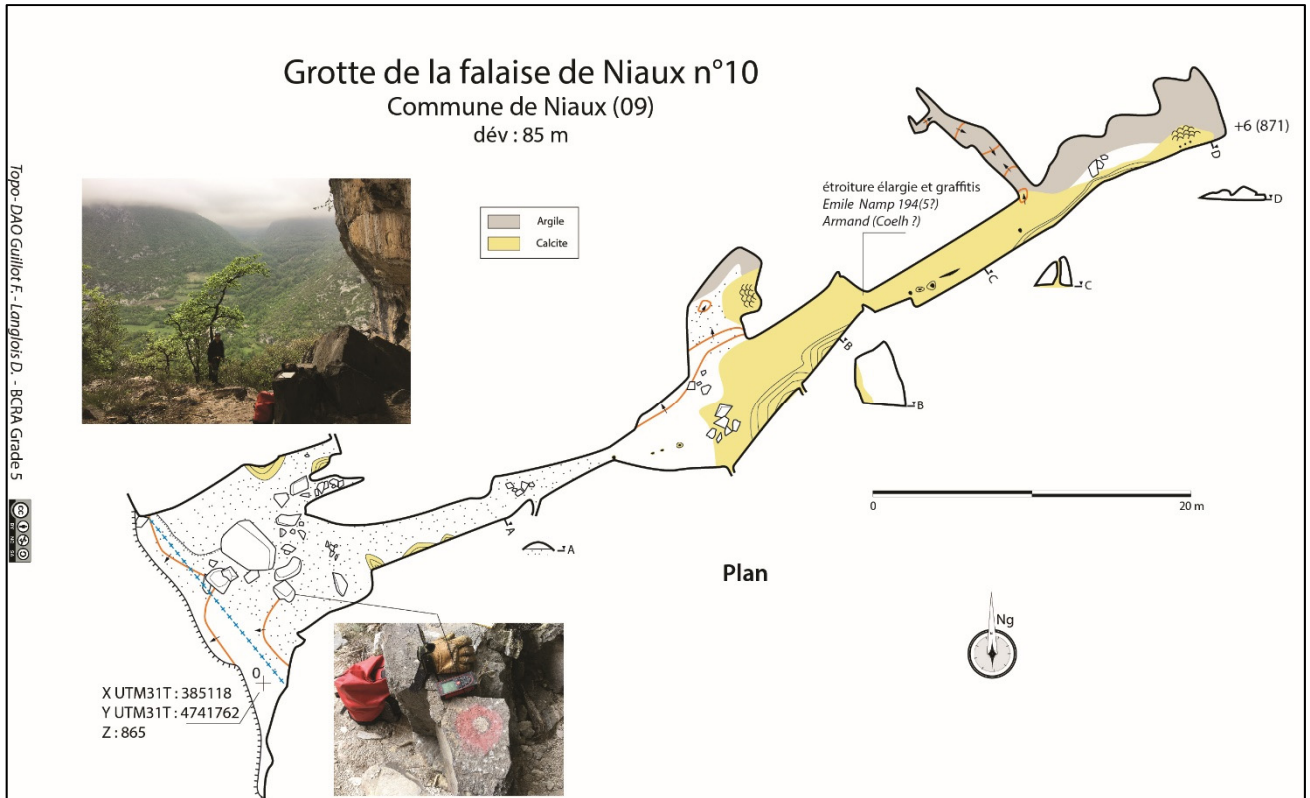 Grotte de la falaise de Niaux n°10
Commune de Niaux (09)
dév : 85 m
Topo- DAO Guillot F. - Langlois D. - BCRA Grade 5
Argile
Calcite
étroiture élargie et graffitis
Emile Namp 194(5?)
Armand (Coelh ?)
+6 (871)
D
D
C
C
B
B
A
A
0
20 m
Plan
Ng
0
X UTM31T : 385118
Y UTM31T : 4741762
Z : 865
cc